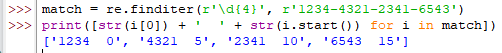 >>> match = re.finditer(r'\d{4}', r'1234-4321-2341-6543')
>>> print([str(i[0]) + '  ' + str(i.start()) for i in match])
['1234  0', '4321  5', '2341  10', '6543  15']